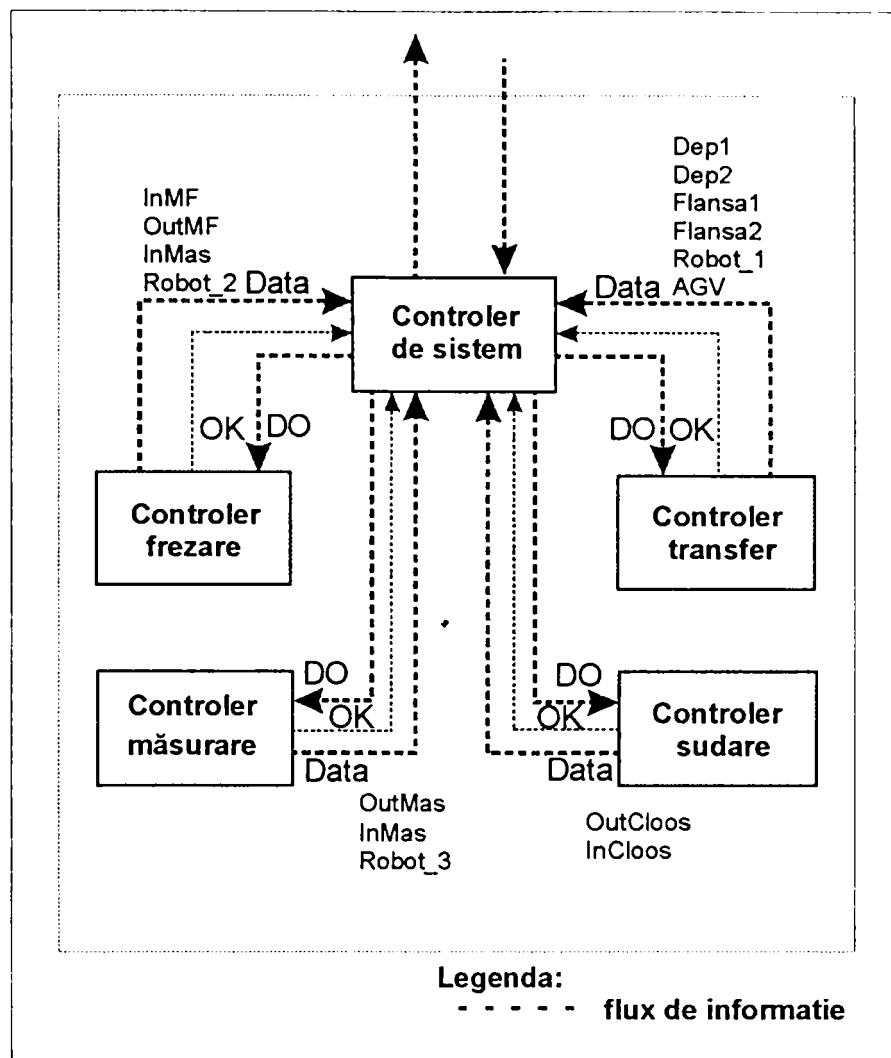 Dep1
Dep2
Flansa1
Flansa2
Robot_1
AGV
Data
InMF
OutMF
InMas
Robot_2
Data
Controler
de sistem
OK
DO
DO
OK
Controler
frezare
Controler
transfer
DO
OK
Controler
măsurare
Data
OutMas
InMas
Robot_3
DO
OK
Controler
sudare
Data
OutCloos
InCloos
Legenda:
flux de informatie